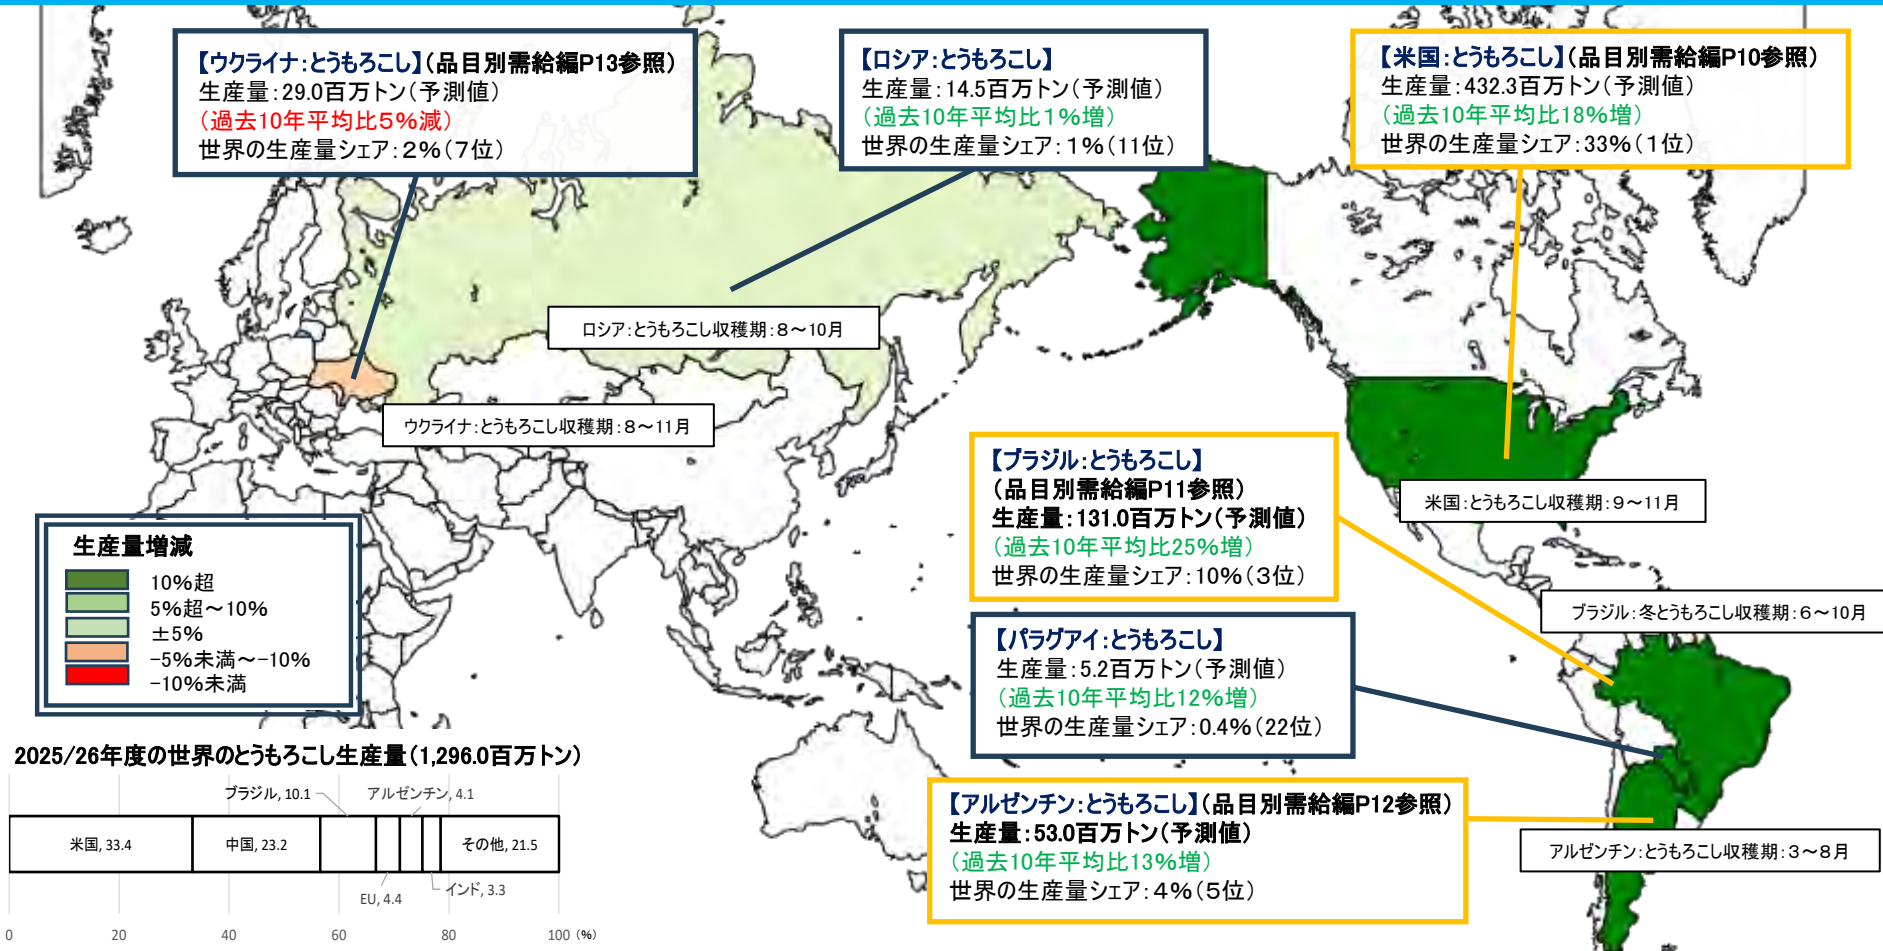 【ウクライナ：とうもろこし】（品目別需給編P13参照）
生産量：29.0百万トン（予測値）
（過去10年平均比5％減）
世界の生産量シェア：2％（7位）
【ロシア：とうもろこし】
生産量：14.5百万トン（予測値）
（過去10年平均比1％増）
世界の生産量シェア：1％（11位）
【米国：とうもろこし】（品目別需給編P10参照）
生産量：432.3百万トン（予測値）
（過去10年平均比18％増）
世界の生産量シェア：33％（1位）
ロシア：とうもろこし収穫期：8～10月
ウクライナ：とうもろこし収穫期：8～11月
【ブラジル：とうもろこし】
（品目別需給編P11参照）
生産量：131.0百万トン（予測値）
（過去10年平均比25％増）
世界の生産量シェア：10％（3位）
米国：とうもろこし収穫期：9～11月
生産量増減
10％超
5％超～10％
±5％
-5％未満～-10％
-10％未満
ブラジル：冬とうもろこし収穫期：6～10月
【パラグアイ：とうもろこし】
生産量：5.2百万トン（予測値）
（過去10年平均比12％増）
世界の生産量シェア：0.4％（22位）
【アルゼンチン：とうもろこし】（品目別需給編P12参照）
生産量：53.0百万トン（予測値）
（過去10年平均比13％増）
世界の生産量シェア：4％（5位）
アルゼンチン：とうもろこし収穫期：3～8月
2025/26年度の世界のとうもろこし生産量（1,296.0百万トン）
ブラジル, 10.1
アルゼンチン, 4.1
米国, 33.4
中国, 23.2
その他, 21.5
EU, 4.4
インド, 3.3
0 20 40 60 80 100 (%)